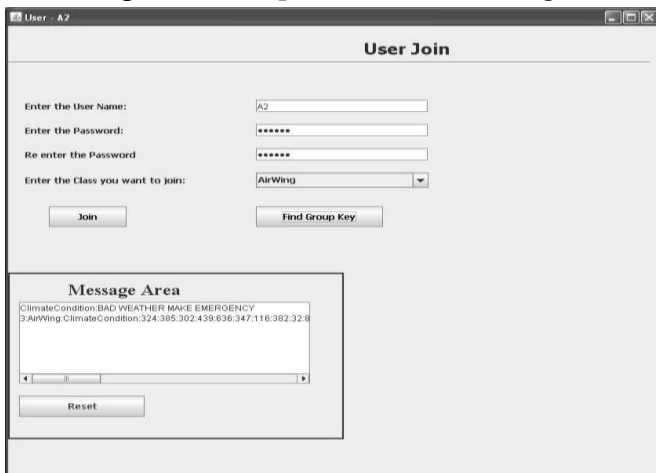 User - A2
User Join
Enter the User Name: A2
Enter the Password: ••••••
Re enter the Password ••••••
Enter the Class you want to join: AirWing
Join Find Group Key
Message Area
ClimateCondition:BAD WEATHER MAKE EMERGENCY
3:AirWing:ClimateCondition:324:385:302:439:636:347:116:382:32:8
Reset